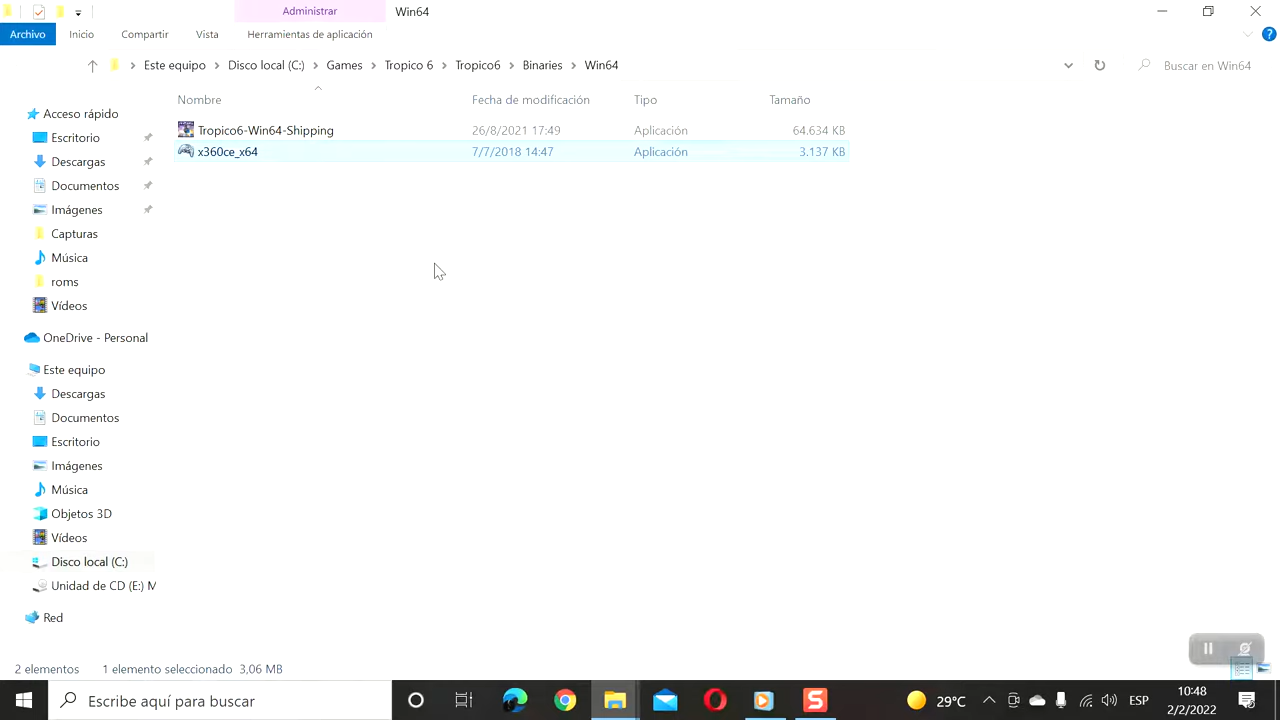 Administrar
Win64
Archivo
Inicio
Compartir
Vista
Herramientas de aplicación
Este equipo
Disco local (C:)
Games
Tropico 6
Tropico6
Binaries
Win64
Buscar en Win64
Nombre
Fecha de modificación
Tipo
Tamaño
Tropico6-Win64-Shipping
26/8/2021 17:49
Aplicación
64.634 KB
x360ce_x64
7/7/2018 14:47
Aplicación
3.137 KB
Acceso rápido
Escritorio
Descargas
Documentos
Imágenes
Capturas
Música
roms
Vídeos
OneDrive - Personal
Este equipo
Descargas
Documentos
Escritorio
Imágenes
Música
Objetos 3D
Vídeos
Disco local (C:)
Unidad de CD (E:) M
Red
2 elementos
1 elemento seleccionado 3,06 MB
Escribe aquí para buscar
29°C
ESP
10:48
2/2/2022